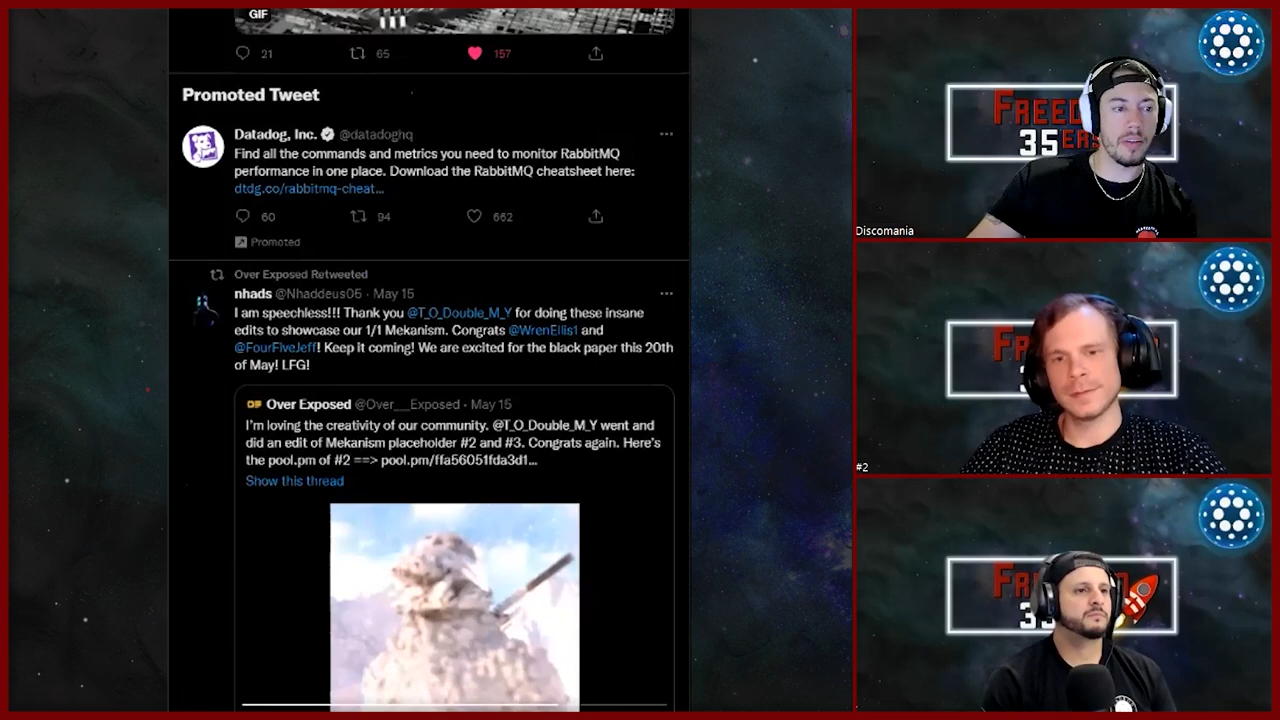 GIF
21 65 157
Promoted Tweet
Datadog, Inc. @datadoghq
Find all the commands and metrics you need to monitor RabbitMQ
performance in one place. Download the RabbitMQ cheatsheet here:
dtdg.co/rabbitmq-cheat...
60 94 662
Promoted
Over Exposed Retweeted
nhads @Nhaddeus05 · May 15
I am speechless!!! Thank you @T_O_Double_M_Y for doing these insane
edits to showcase our 1/1 Mekanism. Congrats @WrenEllis1 and
@FourFiveJeff! Keep it coming! We are excited for the black paper this 20th
of May! LFG!
OF Over Exposed @Over__Exposed · May 15
I'm loving the creativity of our community. @T_O_Double_M_Y went and
did an edit of Mekanism placeholder #2 and #3. Congrats again. Here's
the pool.pm of #2 ==> pool.pm/ffa56051fda3d1...
Show this thread
FREED
35ERS
Discomania
FR
#2
FR
3